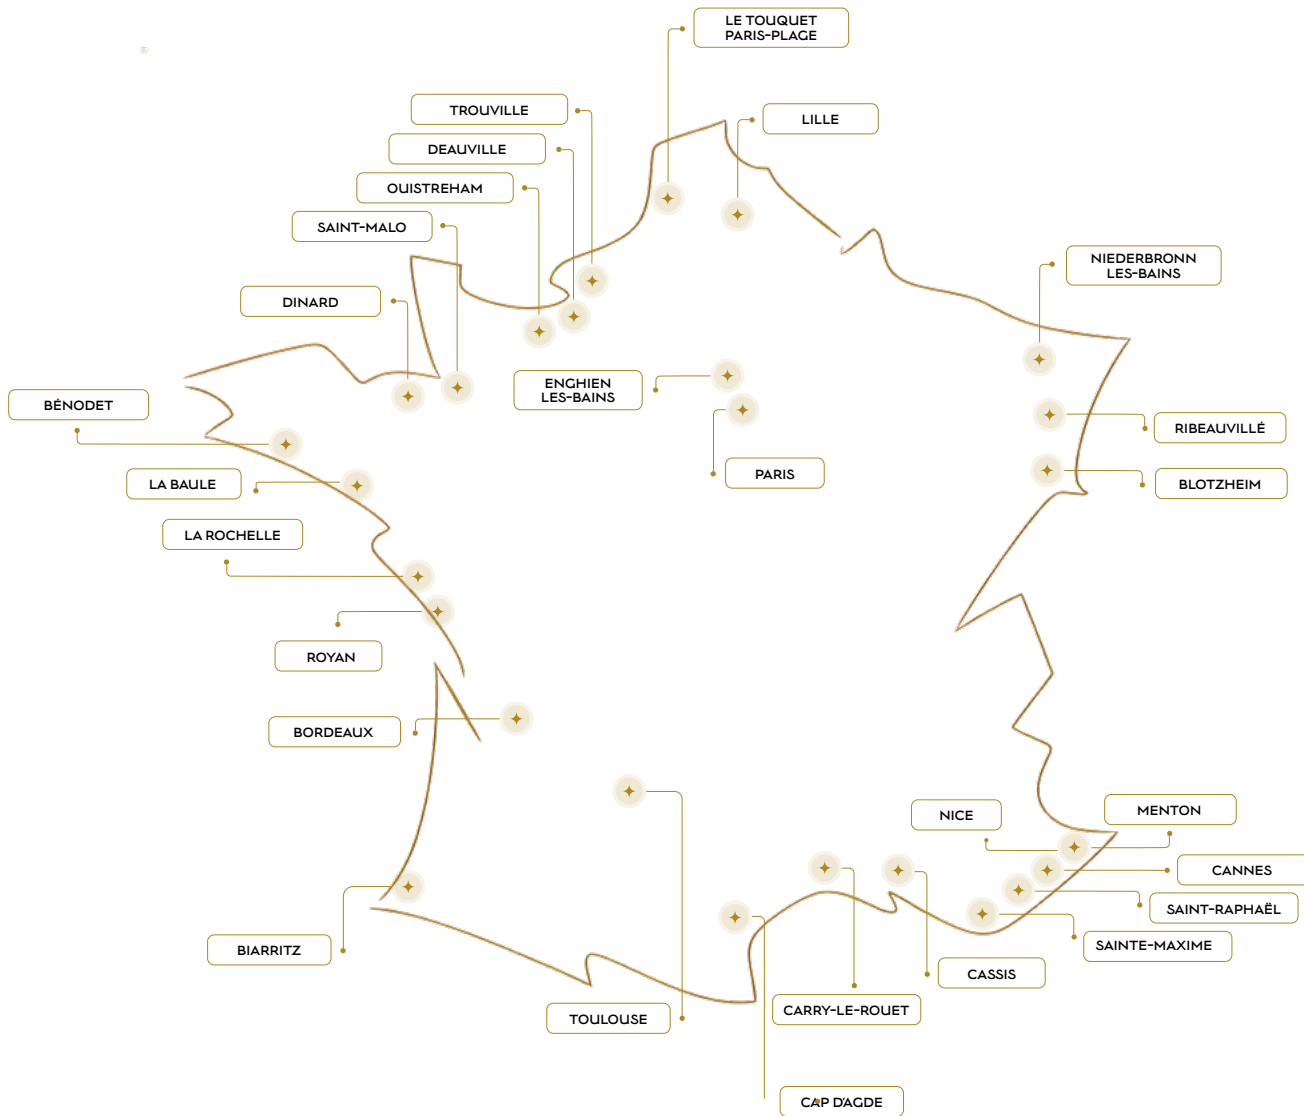 LE TOUQUET
PARIS-PLAGE
TROUVILLE
LILLE
DEAUVILLE
OUISTREHAM
SAINT-MALO
NIEDERBRONN
LES-BAINS
DINARD
ENGHIEN
LES-BAINS
BÉNODET
RIBEAUVILLÉ
PARIS
LA BAULE
BLOTZHEIM
LA ROCHELLE
ROYAN
BORDEAUX
NICE
MENTON
CANNES
SAINT-RAPHAËL
BIARRITZ
SAINTE-MAXIME
CASSIS
CARRY-LE-ROUET
TOULOUSE
CAP D'AGDE